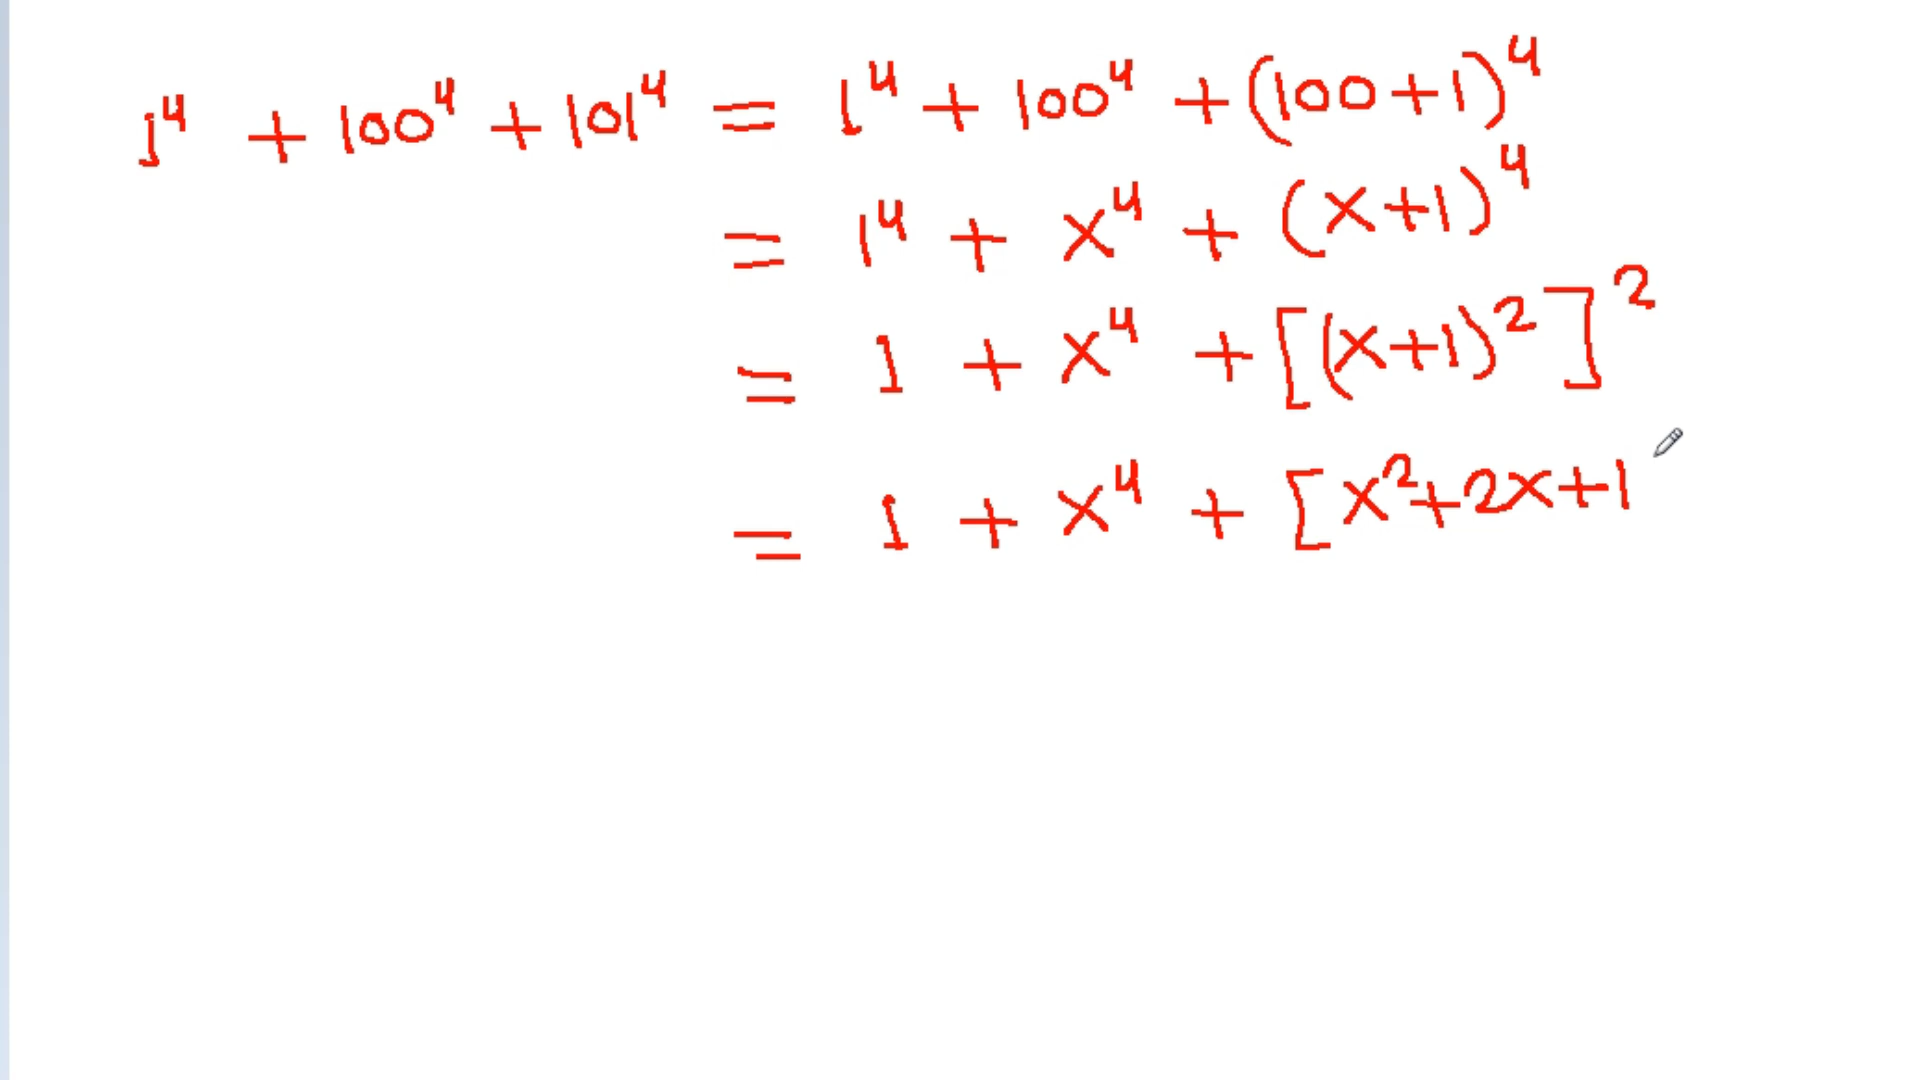 1⁴ + 100⁴ + 101⁴ = 1⁴ + 100⁴ + (100+1)⁴
= 1⁴ + x⁴ + (x+1)⁴
= 1 + x⁴ + [(x+1)²]²
= 1 + x⁴ + [x²+2x+1